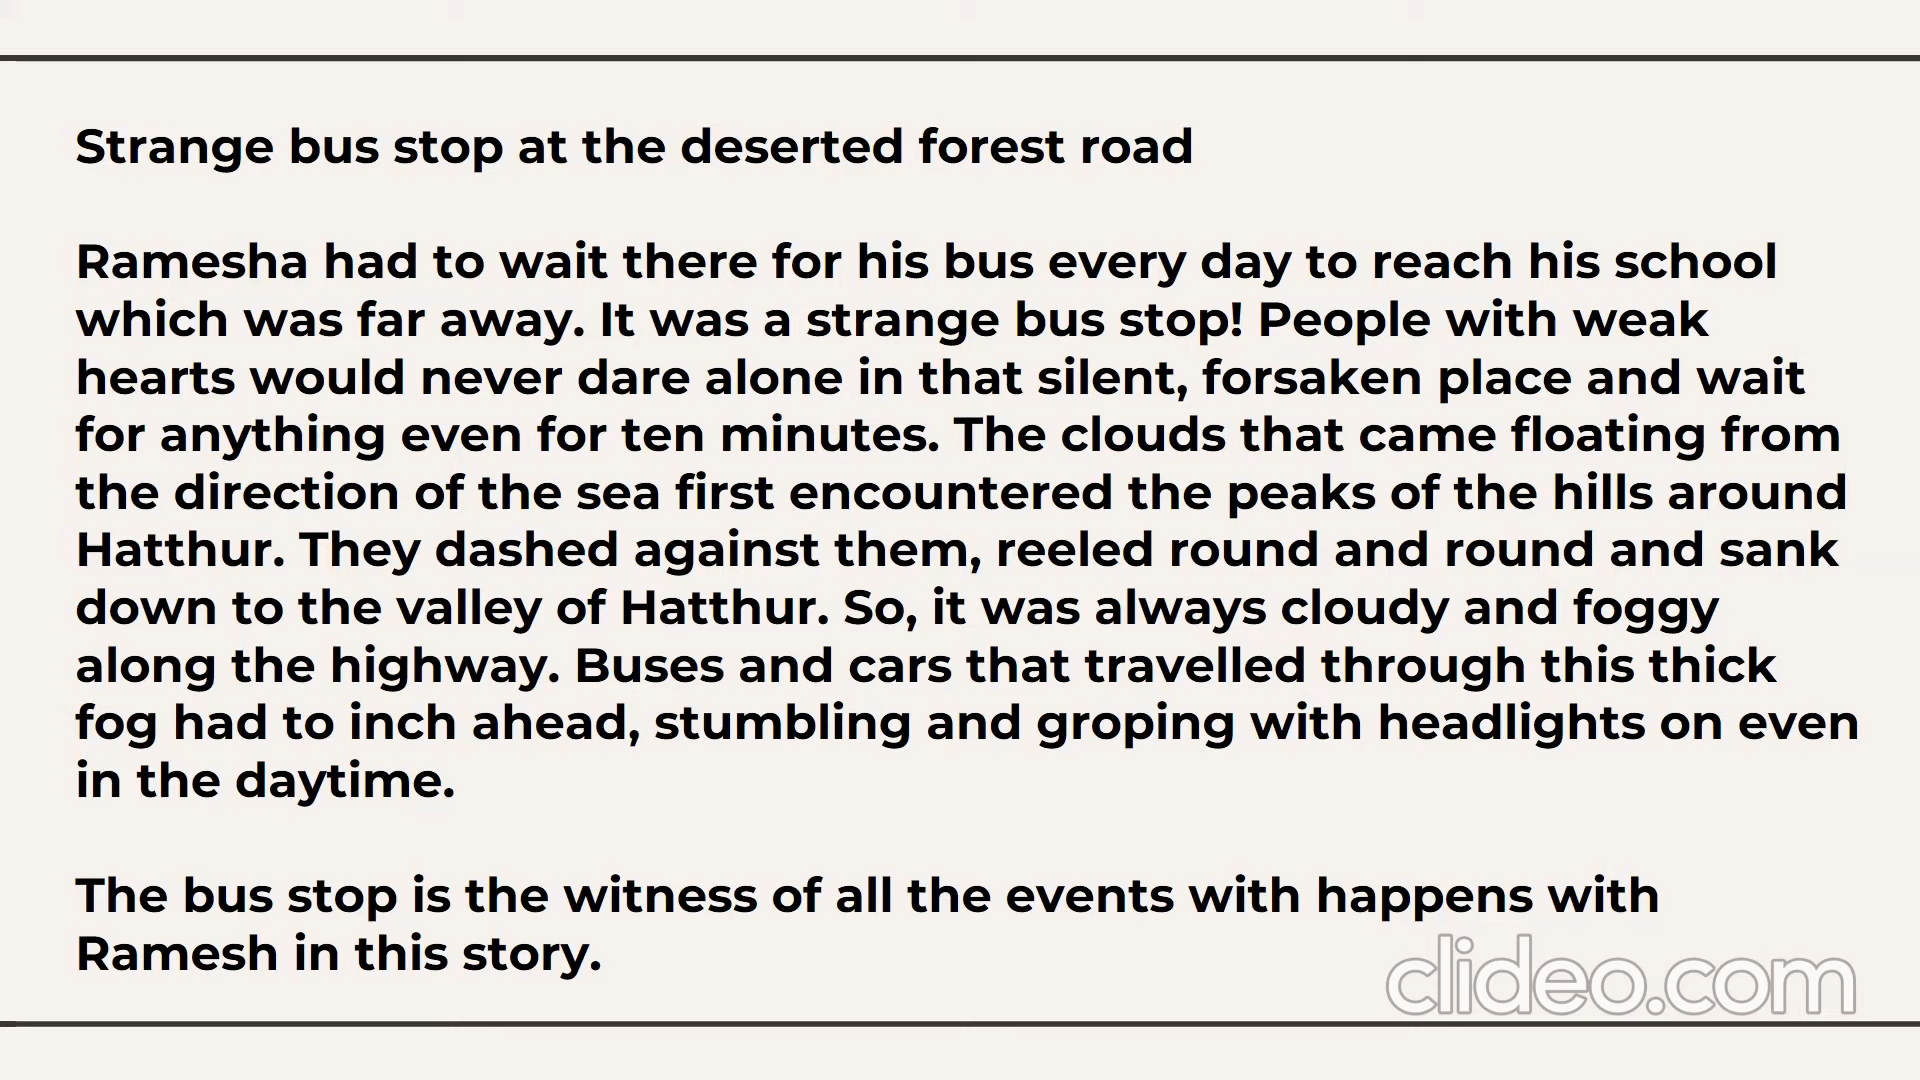 Strange bus stop at the deserted forest road
Ramesha had to wait there for his bus every day to reach his school
which was far away. It was a strange bus stop! People with weak
hearts would never dare alone in that silent, forsaken place and wait
for anything even for ten minutes. The clouds that came floating from
the direction of the sea first encountered the peaks of the hills around
Hatthur. They dashed against them, reeled round and round and sank
down to the valley of Hatthur. So, it was always cloudy and foggy
along the highway. Buses and cars that travelled through this thick
fog had to inch ahead, stumbling and groping with headlights on even
in the daytime.
The bus stop is the witness of all the events with happens with
Ramesh in this story.
clideo.com